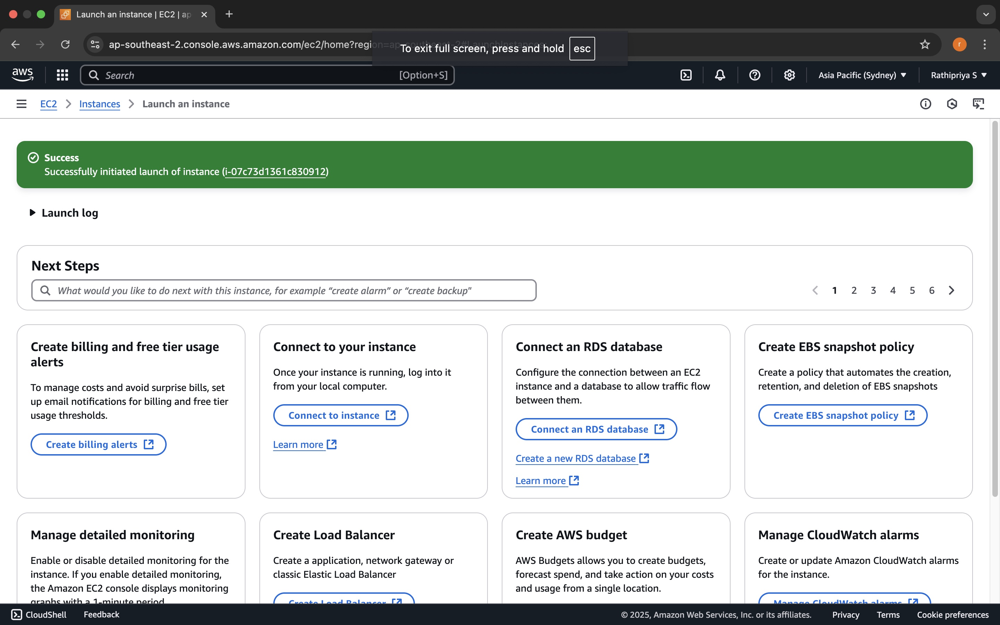 Launch an instance | EC2 | ap
ap-southeast-2.console.aws.amazon.com/ec2/home?region=ap-southeast-2#LaunchInstances:
To exit full screen, press and hold esc
aws
Search
[Option+S]
Asia Pacific (Sydney)
Rathipriya S
r
EC2
Instances
Launch an instance
Success
Successfully initiated launch of instance (i-07c73d1361c830912)
Launch log
Next Steps
What would you like to do next with this instance, for example “create alarm” or “create backup"
1 2 3 4 5 6
Create billing and free tier usage
alerts
To manage costs and avoid surprise bills, set
up email notifications for billing and free tier
usage thresholds.
Create billing alerts
Connect to your instance
Once your instance is running, log into it
from your local computer.
Connect to instance
Learn more
Connect an RDS database
Configure the connection between an EC2
instance and a database to allow traffic flow
between them.
Connect an RDS database
Create a new RDS database
Learn more
Create EBS snapshot policy
Create a policy that automates the creation,
retention, and deletion of EBS snapshots
Create EBS snapshot policy
Manage detailed monitoring
Enable or disable detailed monitoring for the
instance. If you enable detailed monitoring,
the Amazon EC2 console displays monitoring
graphs with a 1-minute period.
Create Load Balancer
Create a application, network gateway or
classic Elastic Load Balancer
Create Load Balancer
Create AWS budget
AWS Budgets allows you to create budgets,
forecast spend, and take action on your costs
and usage from a single location.
Manage CloudWatch alarms
Create or update Amazon CloudWatch alarms
for the instance.
Manage CloudWatch alarms
CloudShell
Feedback
© 2025, Amazon Web Services, Inc. or its affiliates.
Privacy
Terms
Cookie preferences